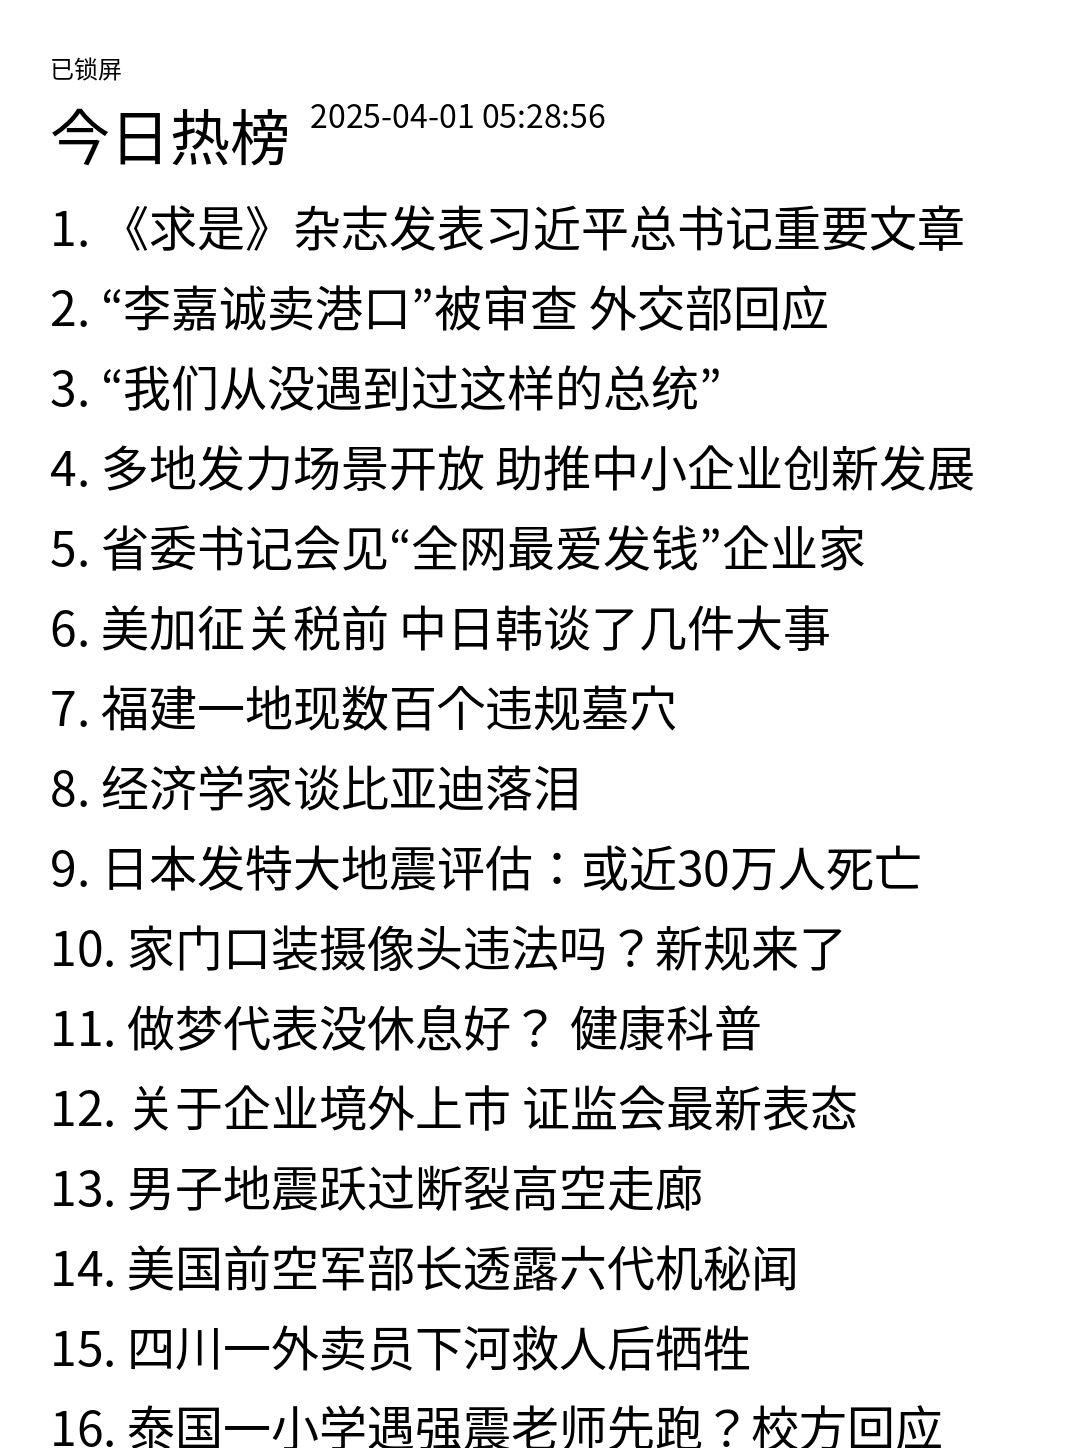 已锁屏
今日热榜 2025-04-01 05:28:56
1. 《求是》杂志发表习近平总书记重要文章
2. “李嘉诚卖港口”被审查 外交部回应
3. “我们从没遇到过这样的总统”
4. 多地发力场景开放 助推中小企业创新发展
5. 省委书记会见“全网最爱发钱”企业家
6. 美加征关税前 中日韩谈了几件大事
7. 福建一地现数百个违规墓穴
8. 经济学家谈比亚迪落泪
9. 日本发特大地震评估：或近30万人死亡
10. 家门口装摄像头违法吗？新规来了
11. 做梦代表没休息好？ 健康科普
12. 关于企业境外上市 证监会最新表态
13. 男子地震跃过断裂高空走廊
14. 美国前空军部长透露六代机秘闻
15. 四川一外卖员下河救人后牺牲
16. 泰国一小学遇强震老师先跑？校方回应